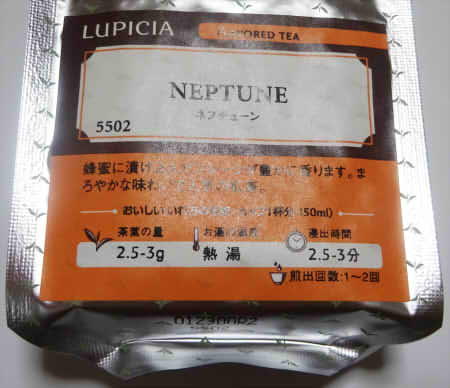 LUPICIA
FLAVORED TEA
NEPTUNE
ネプチューン
5502
蜂蜜に漬け 香ります。ま
ろやかな味わ
おいしい 1杯分 150ml)
茶葉の量 お湯の温度 浸出時間
2.5-3g 熱湯 2.5-3分
煎出回数:1～2回